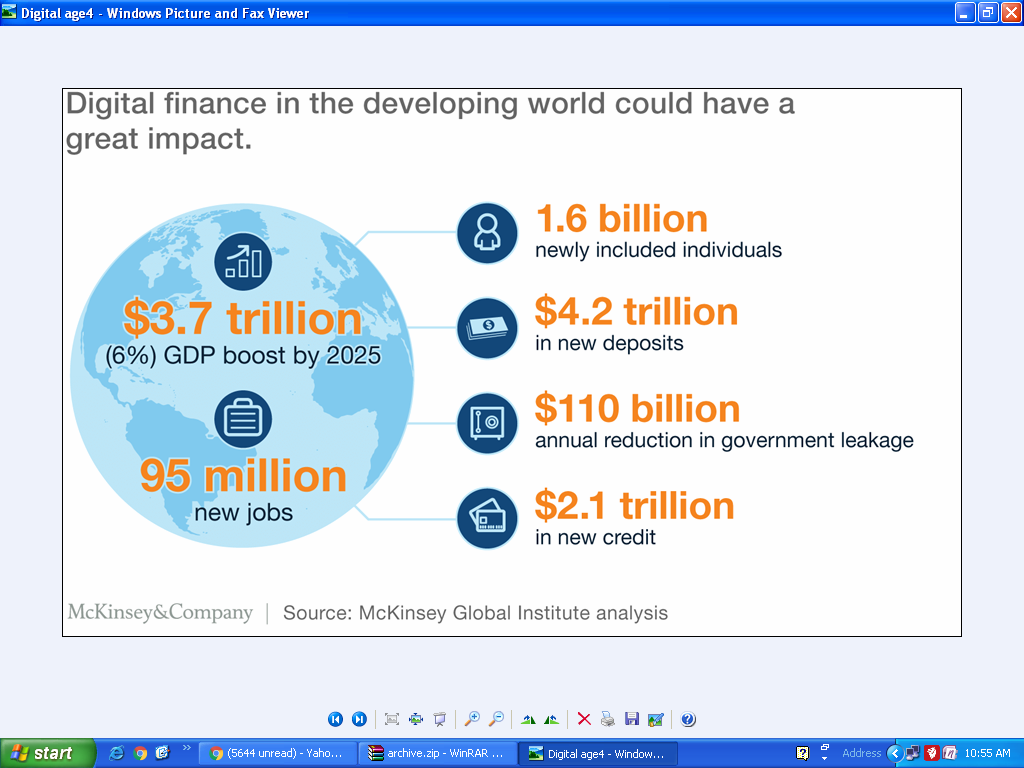 Digital age4 - Windows Picture and Fax Viewer
Digital finance in the developing world could have a
great impact.
$3.7 trillion
(6%) GDP boost by 2025
95 million
new jobs
1.6 billion
newly included individuals
$4.2 trillion
in new deposits
$110 billion
annual reduction in government leakage
$2.1 trillion
in new credit
McKinsey&Company | Source: McKinsey Global Institute analysis
start
(5644 unread) - Yaho...
archive.zip - WinRAR ...
Digital age4 - Window...
Address
10:55 AM